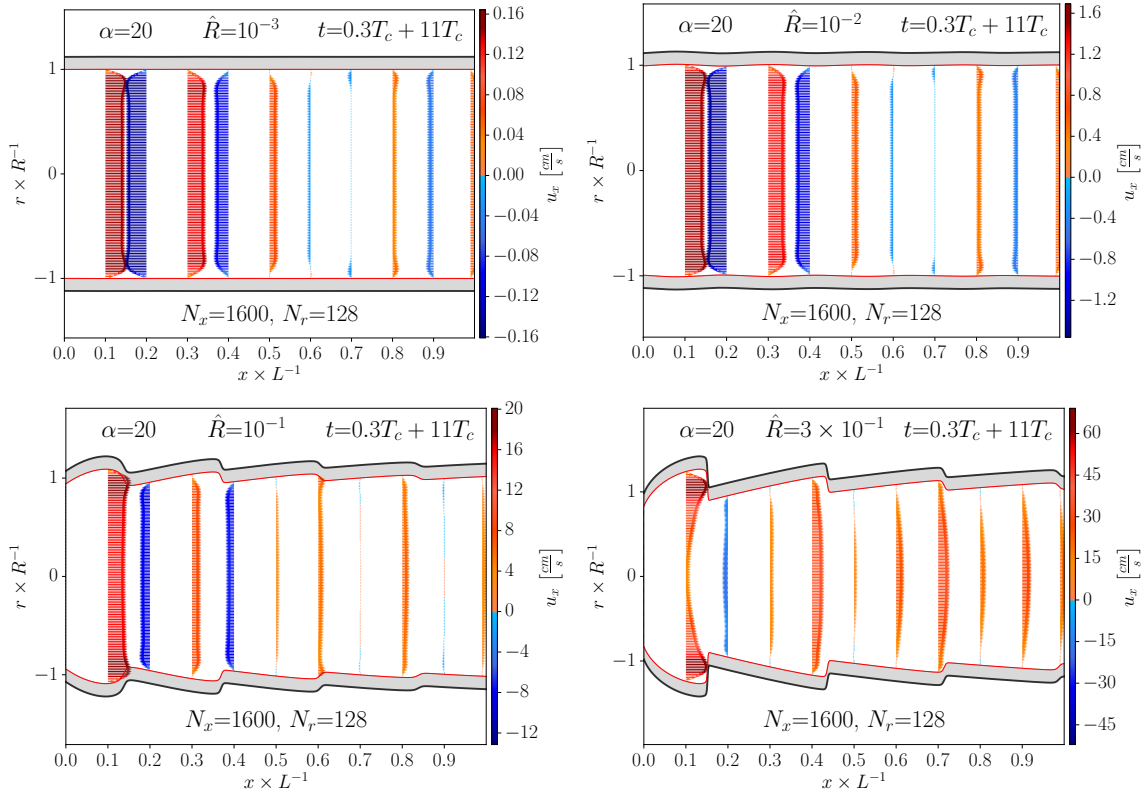 α=20 R̂=10⁻³ t=0.3T_c + 11T_c
1
0
−1
r × R⁻¹
N_x=1600, N_r=128
0.0 0.1 0.2 0.3 0.4 0.5 0.6 0.7 0.8 0.9
x × L⁻¹
0.16
0.12
0.08
0.04
0.00
−0.04
−0.08
−0.12
−0.16
u_x [cm/s]
α=20 R̂=10⁻² t=0.3T_c + 11T_c
1
0
−1
r × R⁻¹
N_x=1600, N_r=128
0.0 0.1 0.2 0.3 0.4 0.5 0.6 0.7 0.8 0.9
x × L⁻¹
1.6
1.2
0.8
0.4
0.0
−0.4
−0.8
−1.2
u_x [cm/s]
α=20 R̂=10⁻¹ t=0.3T_c + 11T_c
1
0
−1
r × R⁻¹
N_x=1600, N_r=128
0.0 0.1 0.2 0.3 0.4 0.5 0.6 0.7 0.8 0.9
x × L⁻¹
20
16
12
8
4
0
−4
−8
−12
u_x [cm/s]
α=20 R̂=3 × 10⁻¹ t=0.3T_c + 11T_c
1
0
−1
r × R⁻¹
N_x=1600, N_r=128
0.0 0.1 0.2 0.3 0.4 0.5 0.6 0.7 0.8 0.9
x × L⁻¹
60
45
30
15
0
−15
−30
−45
u_x [cm/s]